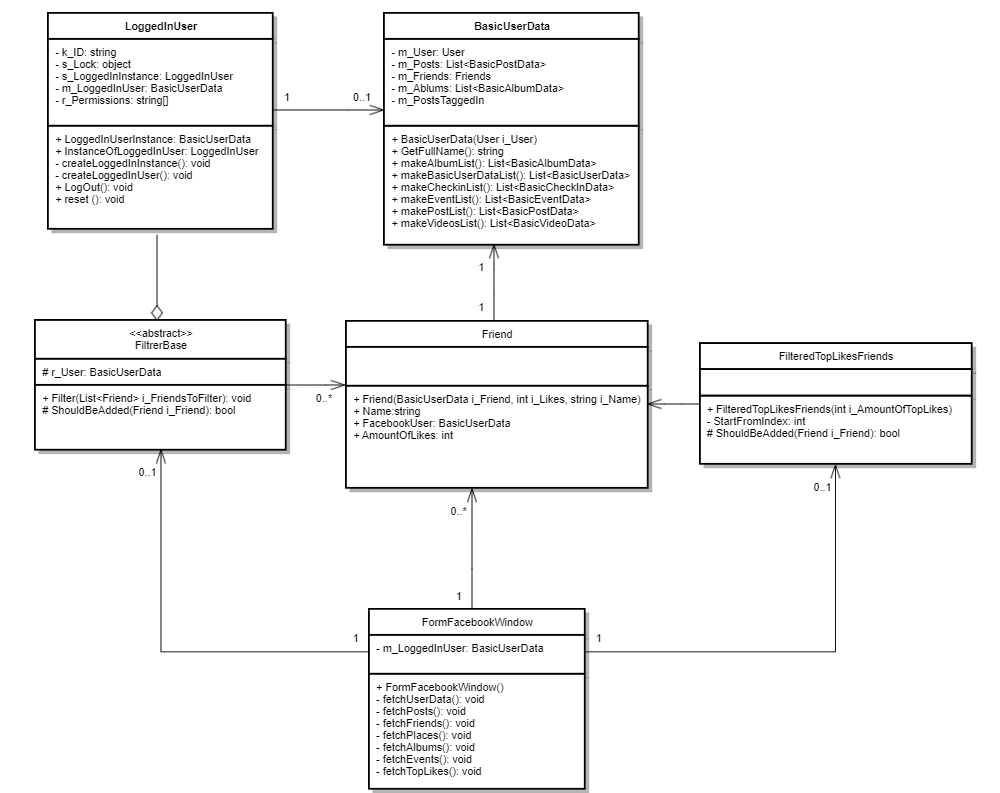 LoggedInUser
- k_ID: string
- s_Lock: object
- s_LoggedInInstance: LoggedInUser
- m_LoggedInUser: BasicUserData
- r_Permissions: string[]
+ LoggedInUserInstance: BasicUserData
+ InstanceOfLoggedInUser: LoggedInUser
- createLoggedInInstance(): void
- createLoggedInUser(): void
+ LogOut(): void
+ reset (): void
1
0..1
BasicUserData
- m_User: User
- m_Posts: List<BasicPostData>
- m_Friends: Friends
- m_Ablums: List<BasicAlbumData>
- m_PostsTaggedIn
+ BasicUserData(User i_User)
+ GetFullName(): string
+ makeAlbumList(): List<BasicAlbumData>
+ makeBasicUserDataList(): List<BasicUserData>
+ makeCheckinList(): List<BasicCheckInData>
+ makeEventList(): List<BasicEventData>
+ makePostList(): List<BasicPostData>
+ makeVideosList(): List<BasicVideoData>
1
1
<<abstract>>
FiltrerBase
# r_User: BasicUserData
+ Filter(List<Friend> i_FriendsToFilter): void
# ShouldBeAdded(Friend i_Friend): bool
0..*
Friend
+ Friend(BasicUserData i_Friend, int i_Likes, string i_Name)
+ Name:string
+ FacebookUser: BasicUserData
+ AmountOfLikes: int
FilteredTopLikesFriends
+ FilteredTopLikesFriends(int i_AmountOfTopLikes)
- StartFromIndex: int
# ShouldBeAdded(Friend i_Friend): bool
0..1
0..*
0..1
1
1
1
FormFacebookWindow
- m_LoggedInUser: BasicUserData
+ FormFacebookWindow()
- fetchUserData(): void
- fetchPosts(): void
- fetchFriends(): void
- fetchPlaces(): void
- fetchAlbums(): void
- fetchEvents(): void
- fetchTopLikes(): void